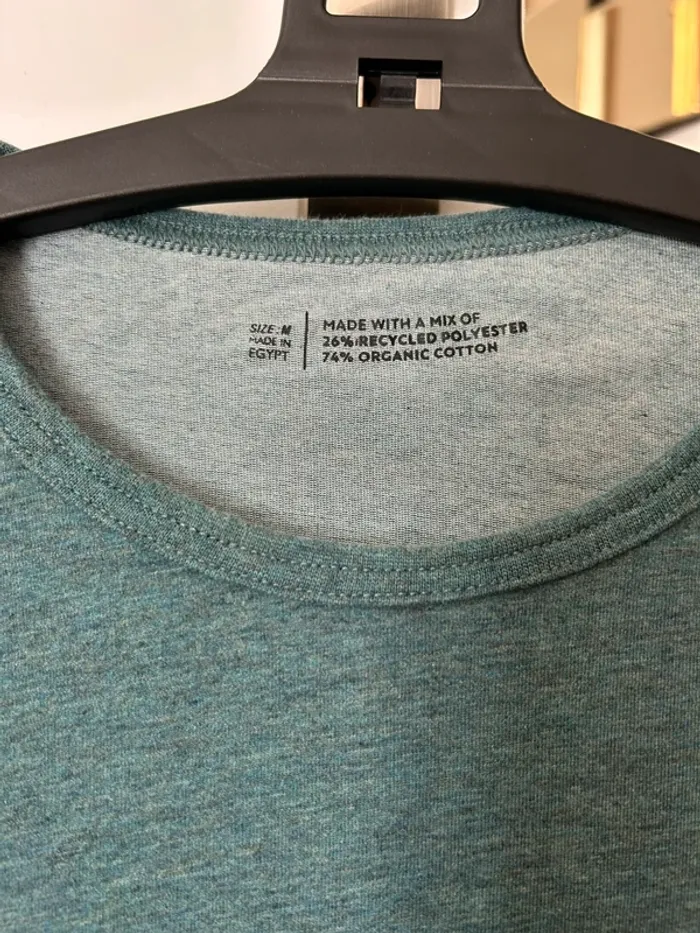 SIZE: M
MADE IN
EGYPT
MADE WITH A MIX OF
26% RECYCLED POLYESTER
74% ORGANIC COTTON